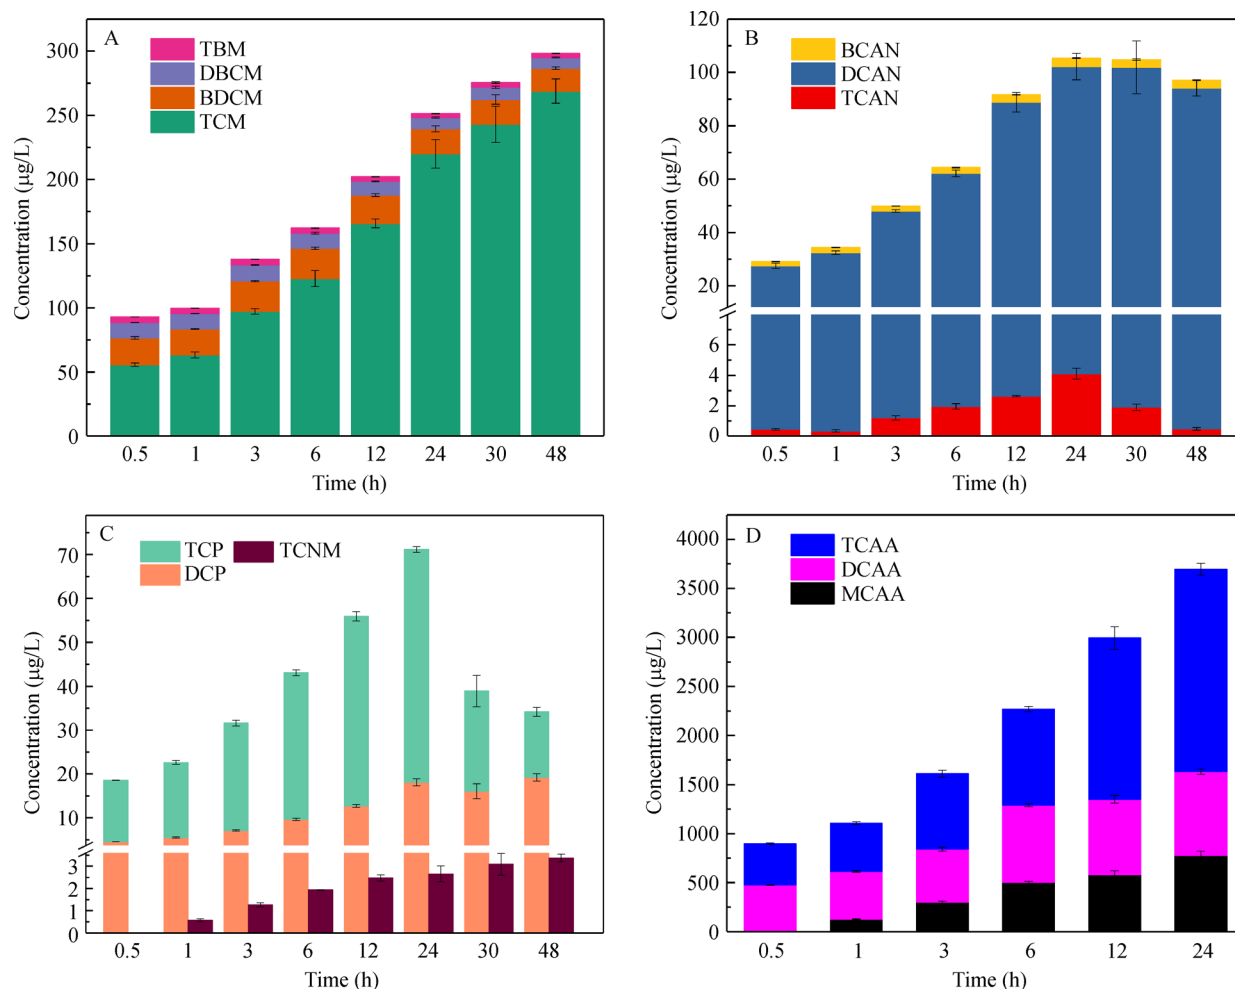 A
TBM
DBCM
BDCM
TCM
Concentration (μg/L)
300
250
200
150
100
50
0
0.5 1 3 6 12 24 30 48
Time (h)
B
BCAN
DCAN
TCAN
Concentration (μg/L)
120
100
80
60
40
20
6
4
2
0
0.5 1 3 6 12 24 30 48
Time (h)
C
TCP TCNM
DCP
Concentration (μg/L)
70
60
50
40
30
20
10
3
2
1
0
0.5 1 3 6 12 24 30 48
Time (h)
D
TCAA
DCAA
MCAA
Concentration (μg/L)
4000
3500
3000
2500
2000
1500
1000
500
0
0.5 1 3 6 12 24
Time (h)